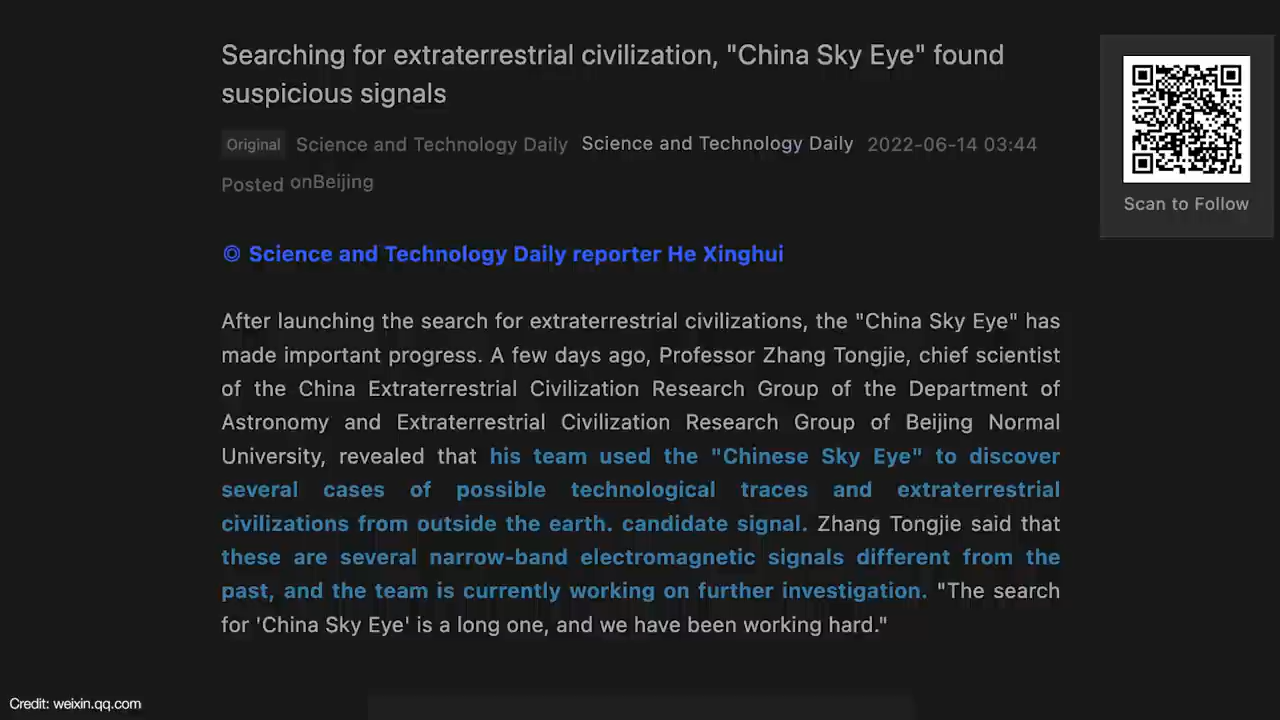 Searching for extraterrestrial civilization, "China Sky Eye" found
suspicious signals
Original Science and Technology Daily Science and Technology Daily 2022-06-14 03:44
Posted onBeijing
Scan to Follow
◎ Science and Technology Daily reporter He Xinghui
After launching the search for extraterrestrial civilizations, the "China Sky Eye" has
made important progress. A few days ago, Professor Zhang Tongjie, chief scientist
of the China Extraterrestrial Civilization Research Group of the Department of
Astronomy and Extraterrestrial Civilization Research Group of Beijing Normal
University, revealed that his team used the "Chinese Sky Eye" to discover
several cases of possible technological traces and extraterrestrial
civilizations from outside the earth. candidate signal. Zhang Tongjie said that
these are several narrow-band electromagnetic signals different from the
past, and the team is currently working on further investigation. "The search
for 'China Sky Eye' is a long one, and we have been working hard."
Credit: weixin.qq.com